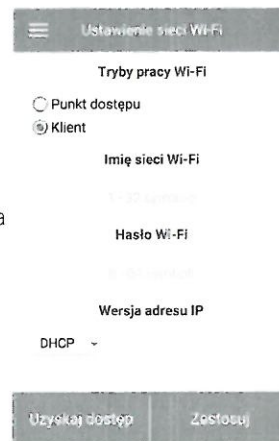 Ustawienie sieci Wi-Fi
Tryby pracy Wi-Fi
Punkt dostępu
Klient
Imię sieci Wi-Fi
a
Hasło Wi-Fi
Wersja adresu IP
DHCP
Uzyskaj dostęp
Zastosuj